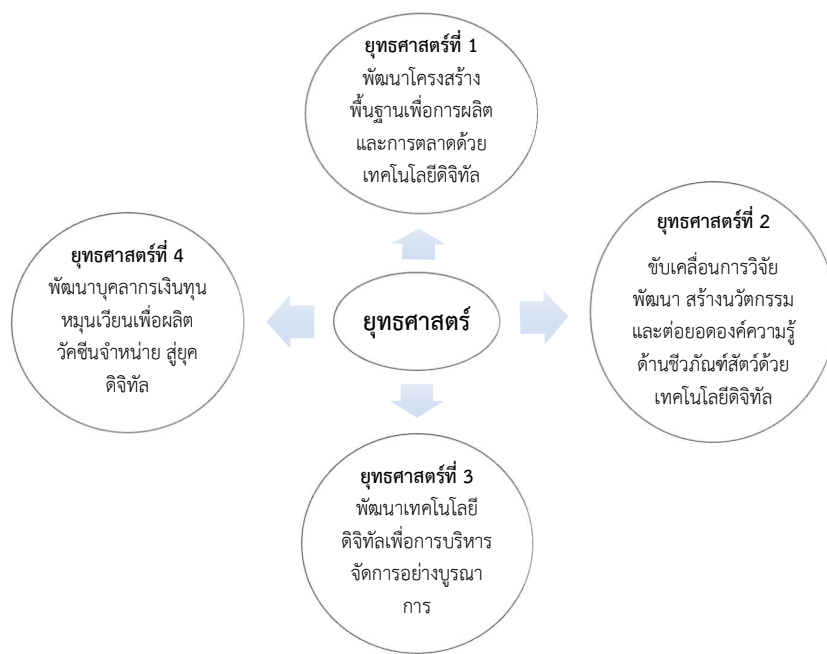 ยุทธศาสตร์ที่ 1
พัฒนาโครงสร้าง
พื้นฐานเพื่อการผลิต
และการตลาดด้วย
เทคโนโลยีดิจิทัล
ยุทธศาสตร์ที่ 2
ขับเคลื่อนการวิจัย
พัฒนา สร้างนวัตกรรม
และต่อยอดองค์ความรู้
ด้านชีวภัณฑ์สัตว์ด้วย
เทคโนโลยีดิจิทัล
ยุทธศาสตร์ที่ 4
พัฒนาบุคลากรเงินทุน
หมุนเวียนเพื่อผลิต
วัคซีนจำหน่าย สู่ยุค
ดิจิทัล
ยุทธศาสตร์
ยุทธศาสตร์ที่ 3
พัฒนาเทคโนโลยี
ดิจิทัลเพื่อการบริหาร
จัดการอย่างบูรณา
การ